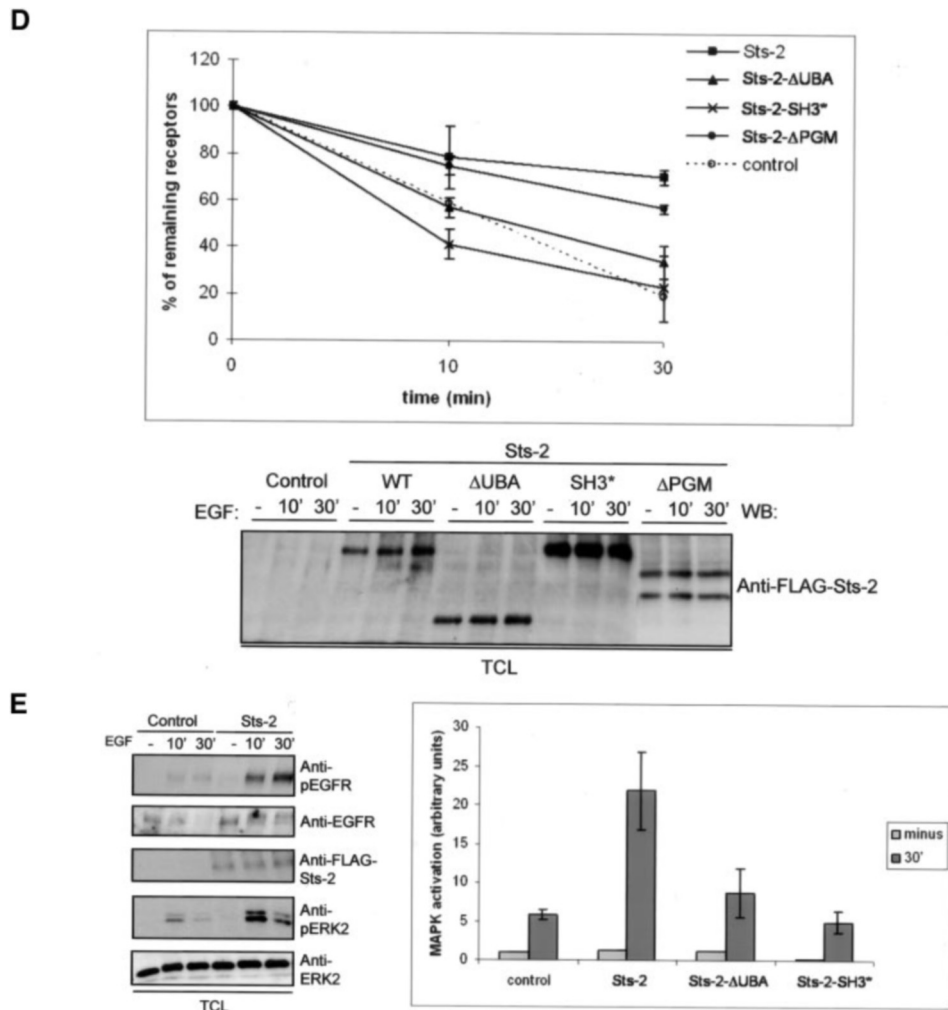 D
120
100
80
60
40
20
0
% of remaining receptors
0 10 30
time (min)
Sts-2
Sts-2-ΔUBA
Sts-2-SH3*
Sts-2-ΔPGM
control
Sts-2
Control WT ΔUBA SH3* ΔPGM
EGF: - 10' 30' - 10' 30' - 10' 30' - 10' 30' - 10' 30' WB:
Anti-FLAG-Sts-2
TCL
E
Control Sts-2
EGF - 10' 30' - 10' 30'
Anti-
pEGFR
Anti-EGFR
Anti-FLAG-
Sts-2
Anti-
pERK2
Anti-
ERK2
TCL
MAPK activation (arbitrary units)
30
25
20
15
10
5
0
control Sts-2 Sts-2-ΔUBA Sts-2-SH3*
minus
30'